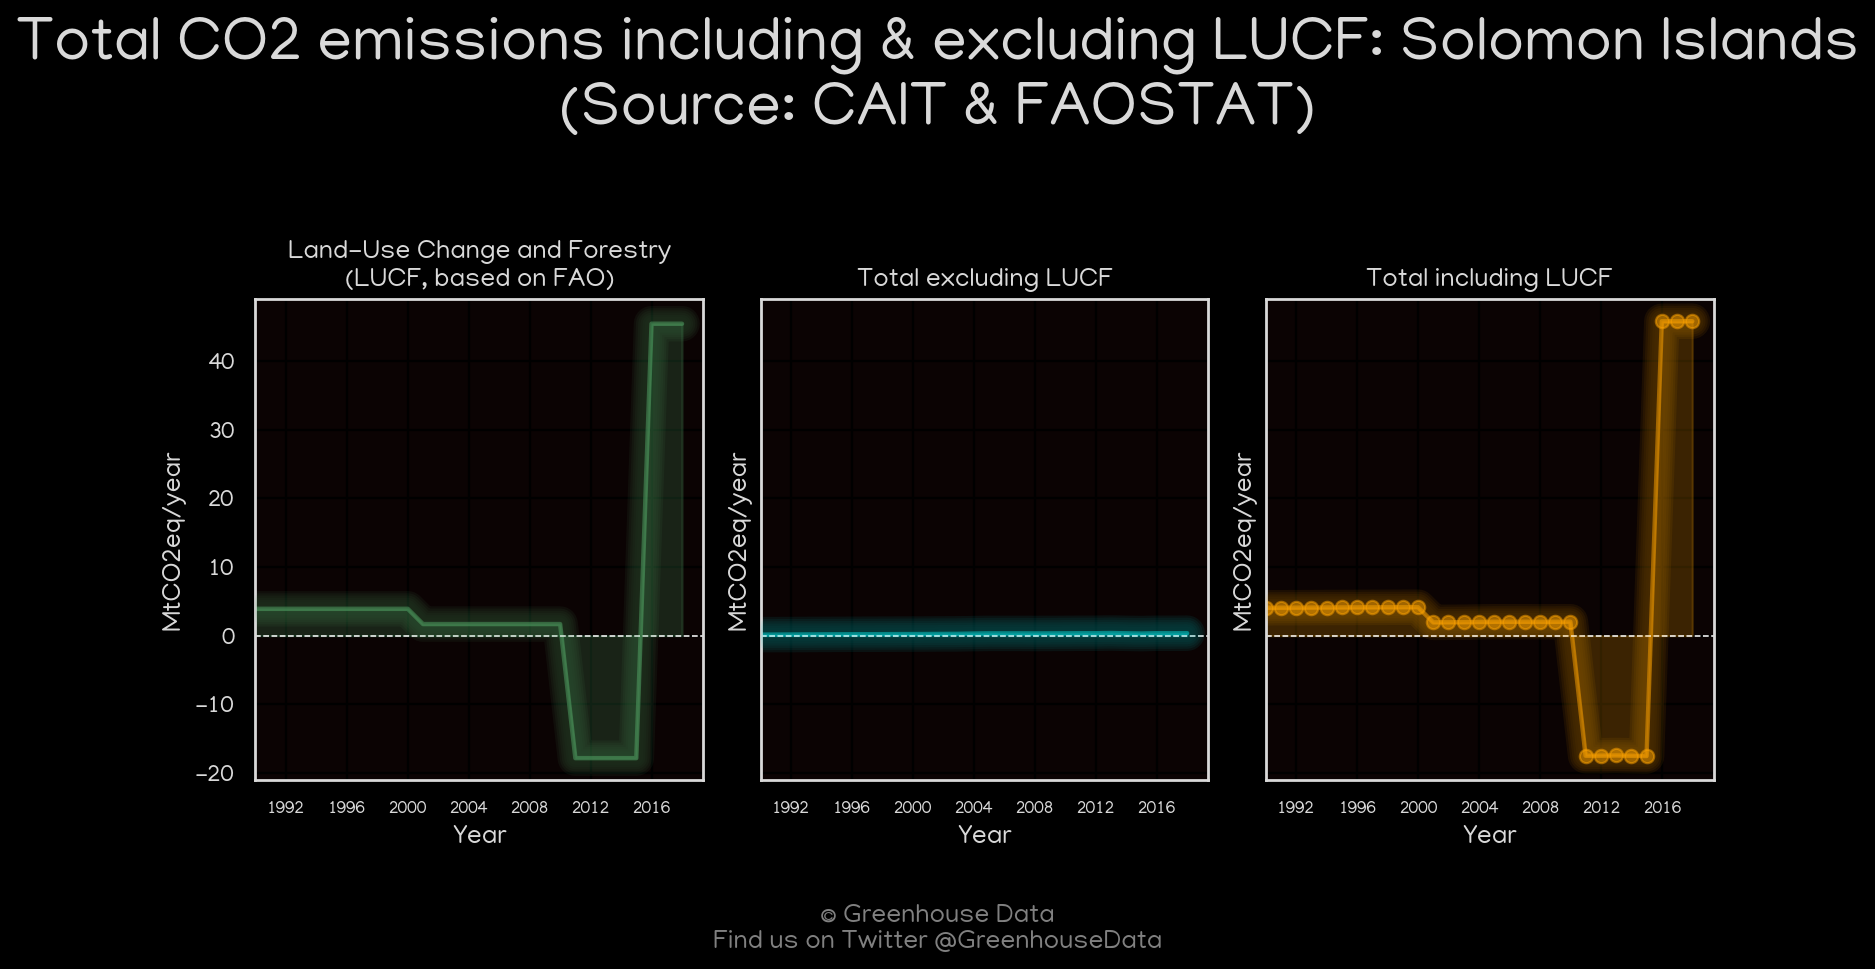 Total CO2 emissions including & excluding LUCF: Solomon Islands
(Source: CAIT & FAOSTAT)
Land-Use Change and Forestry
(LUCF, based on FAO)
MtCO2eq/year
40
30
20
10
0
-10
-20
1992 1996 2000 2004 2008 2012 2016
Year
Total excluding LUCF
MtCO2eq/year
1992 1996 2000 2004 2008 2012 2016
Year
Total including LUCF
MtCO2eq/year
1992 1996 2000 2004 2008 2012 2016
Year
© Greenhouse Data
Find us on Twitter @GreenhouseData